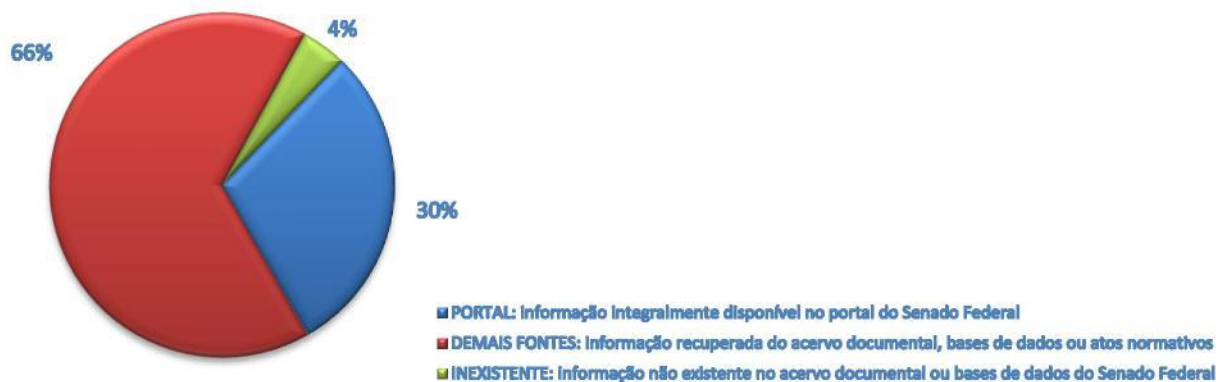 4%
66%
30%
PORTAL: Informação integralmente disponível no portal do Senado Federal
DEMAIS FONTES: Informação recuperada do acervo documental, bases de dados ou atos normativos
INEXISTENTE: Informação não existente no acervo documental ou bases de dados do Senado Federal